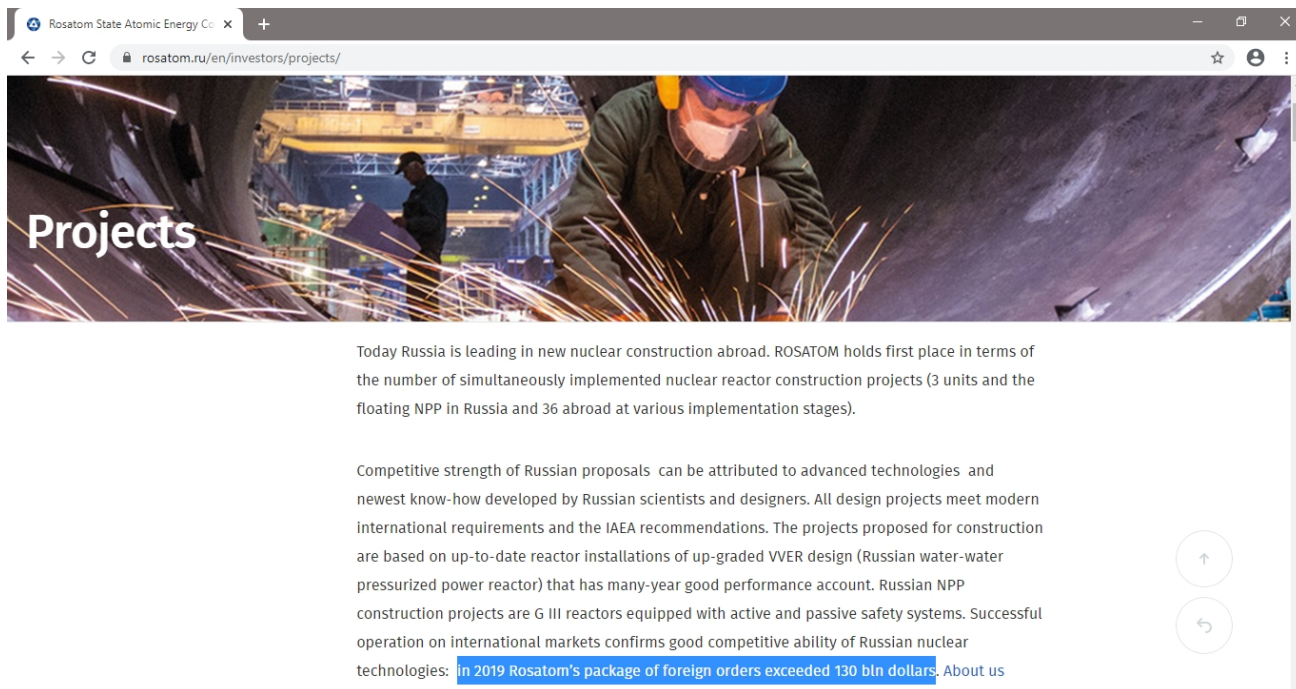 Rosatom State Atomic Energy Co
rosatom.ru/en/investors/projects/
Projects
Today Russia is leading in new nuclear construction abroad. ROSATOM holds first place in terms of
the number of simultaneously implemented nuclear reactor construction projects (3 units and the
floating NPP in Russia and 36 abroad at various implementation stages).
Competitive strength of Russian proposals  can be attributed to advanced technologies  and
newest know-how developed by Russian scientists and designers. All design projects meet modern
international requirements and the IAEA recommendations. The projects proposed for construction
are based on up-to-date reactor installations of up-graded VVER design (Russian water-water
pressurized power reactor) that has many-year good performance account. Russian NPP
construction projects are G III reactors equipped with active and passive safety systems. Successful
operation on international markets confirms good competitive ability of Russian nuclear
technologies:  in 2019 Rosatom's package of foreign orders exceeded 130 bln dollars. About us